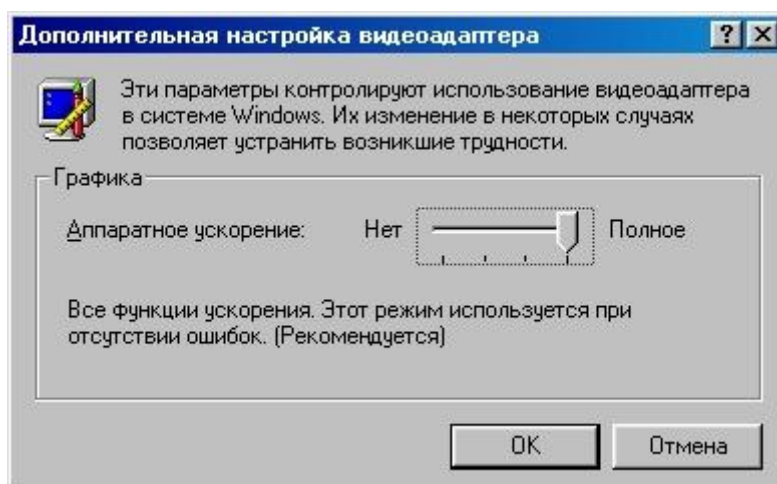 Дополнительная настройка видеоадаптера
Эти параметры контролируют использование видеоадаптера
в системе Windows. Их изменение в некоторых случаях
позволяет устранить возникшие трудности.
Графика
Аппаратное ускорение: Нет Полное
Все функции ускорения. Этот режим используется при
отсутствии ошибок. (Рекомендуется)
OK Отмена